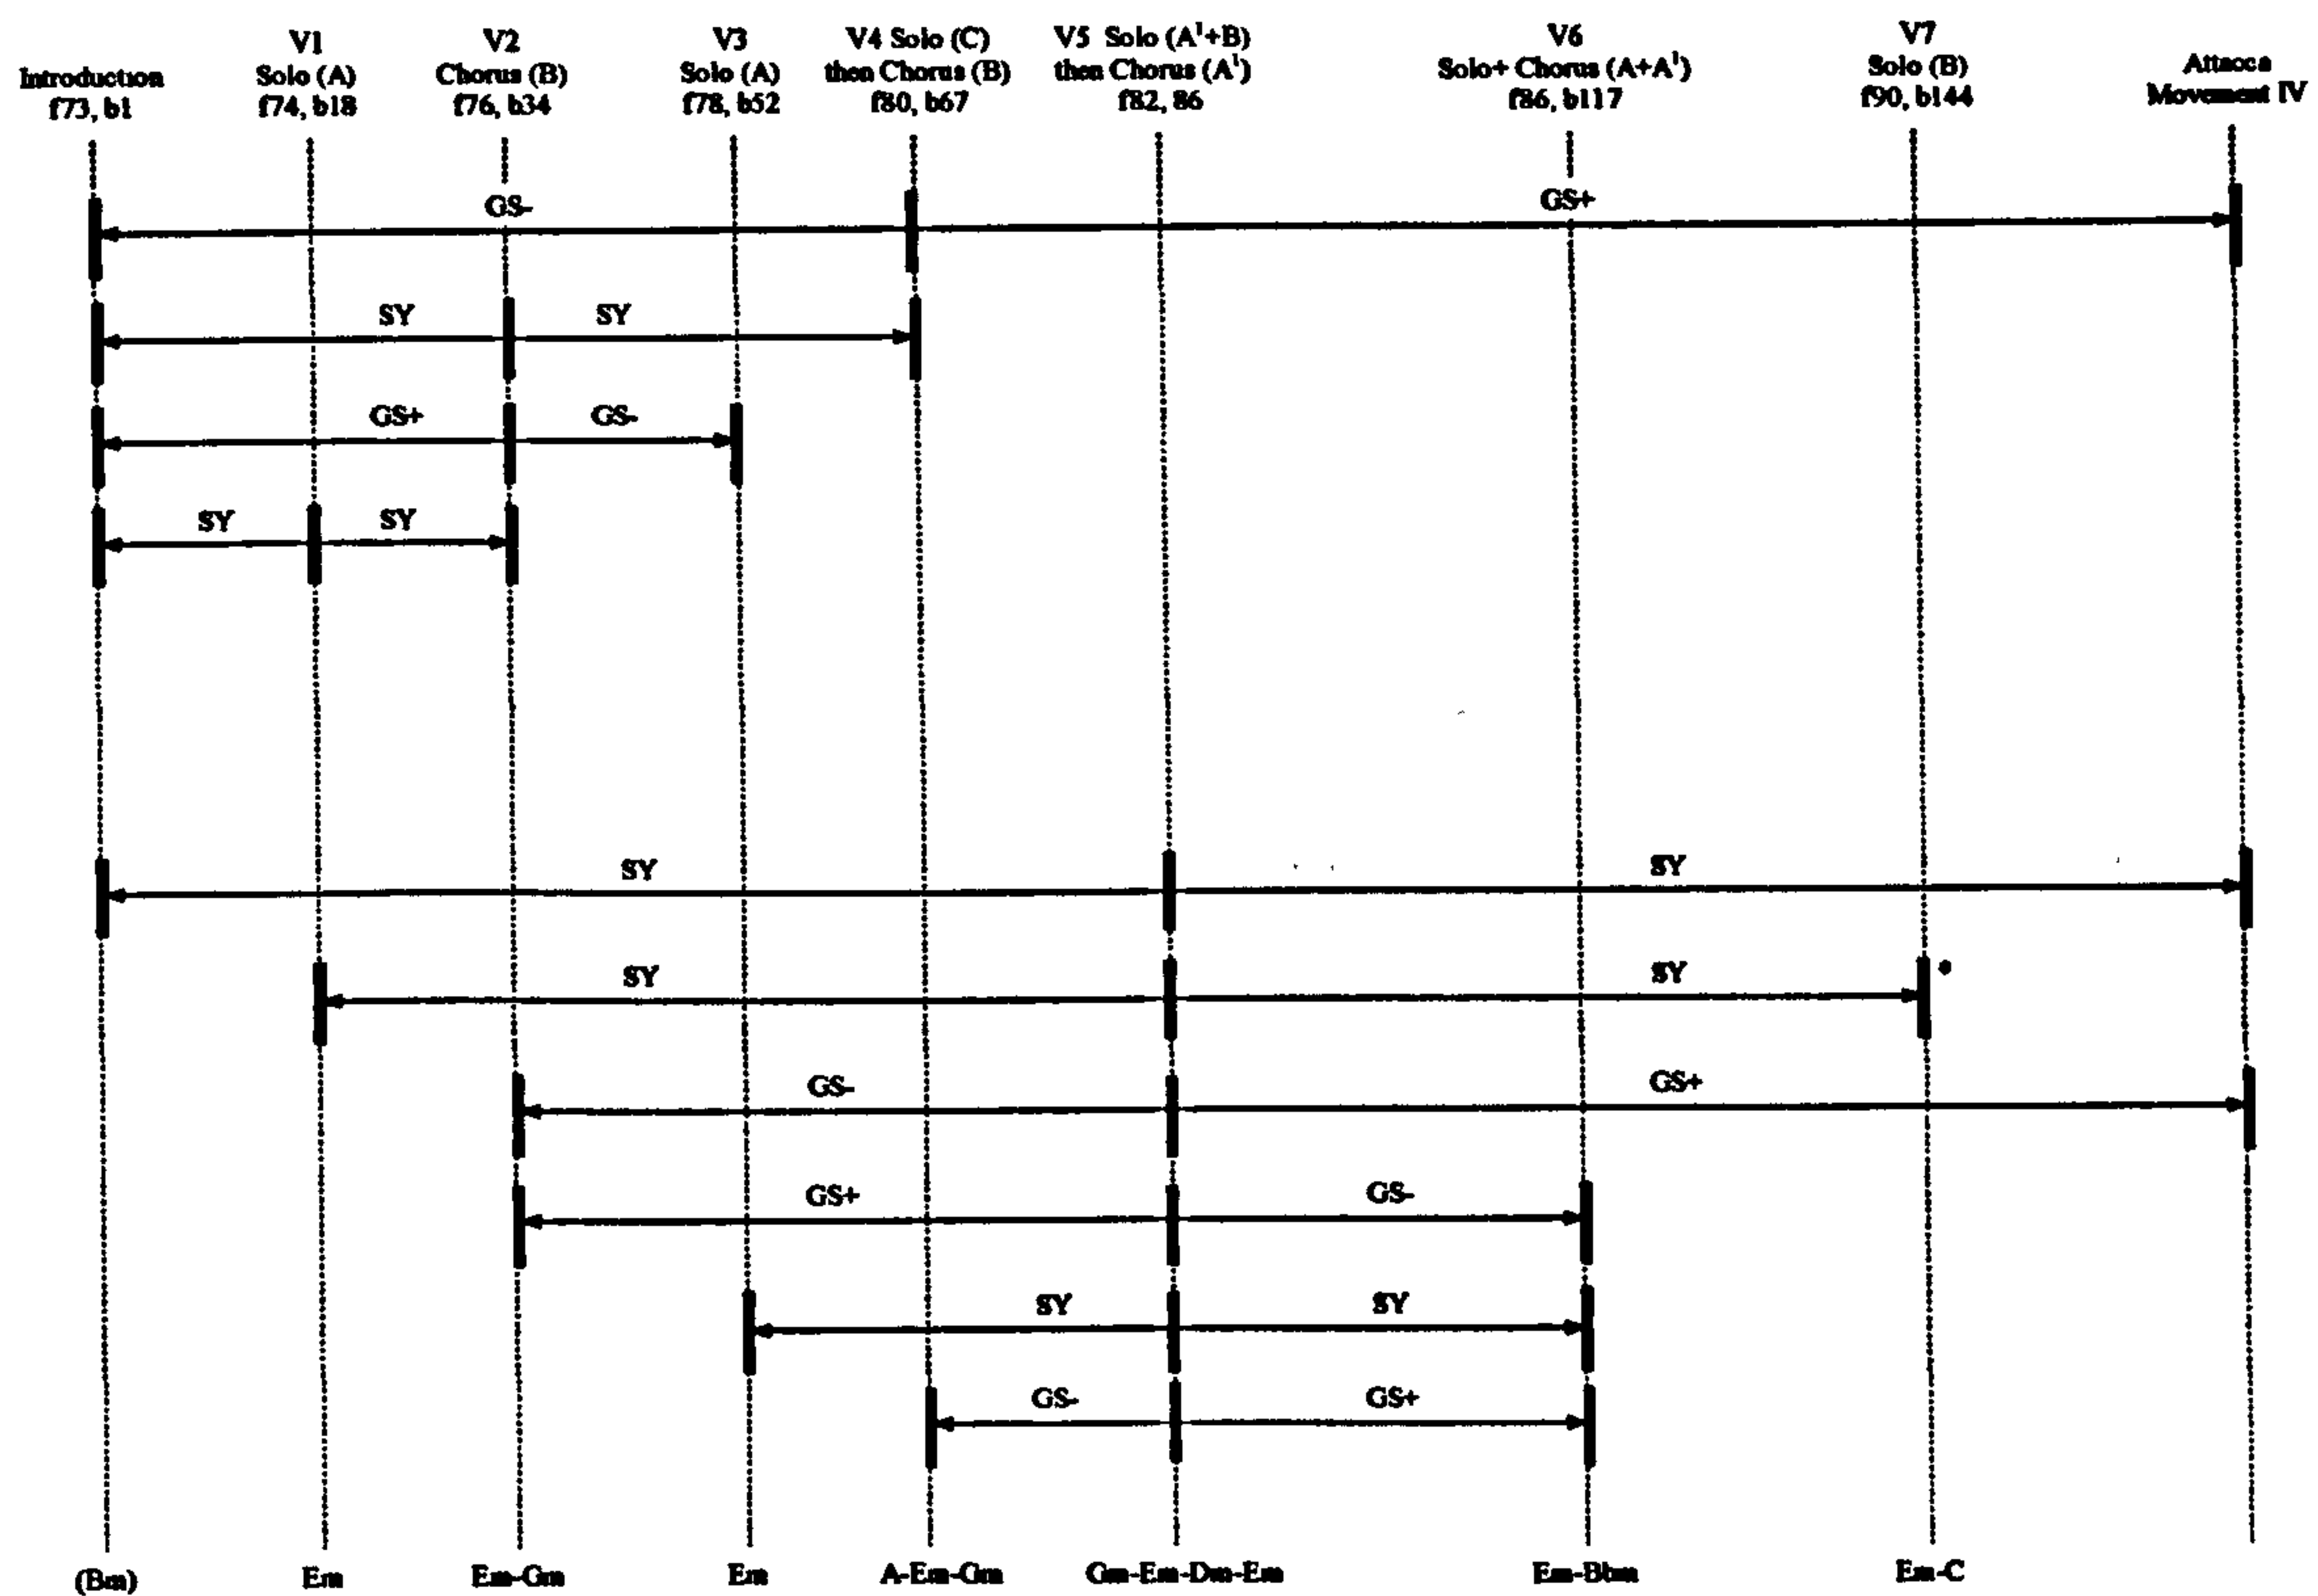 Introduction
f73, b1
V1
Solo (A)
f74, b18
V2
Chorus (B)
f76, b34
V3
Solo (A)
f78, b52
V4 Solo (C)
then Chorus (B)
f80, b67
V5 Solo (A¹+B)
then Chorus (A¹)
f82, 86
V6
Solo+ Chorus (A+A¹)
f86, b117
V7
Solo (B)
f90, b144
Attacca
Movement IV
GS- GS+
SY SY
GS+ GS-
SY SY
SY SY
SY SY
GS- GS+
GS+ GS-
SY SY
GS- GS+
(Bm) Em Em-Gm Em A-Em-Gm Gm-Em-Dm-Em Em-Bbm Em-C